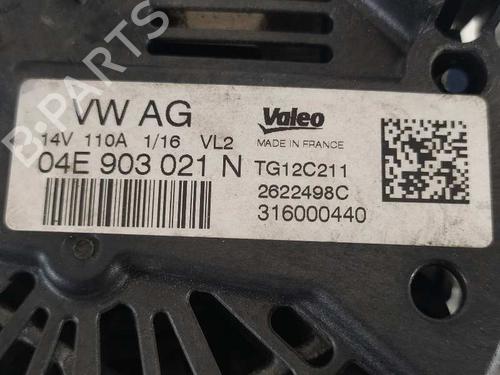 B-PARTS
VW AG
14V 110A 1/16 VL2
04E 903 021 N
Valeo
MADE IN FRANCE
TG12C211
2622498C
316000440